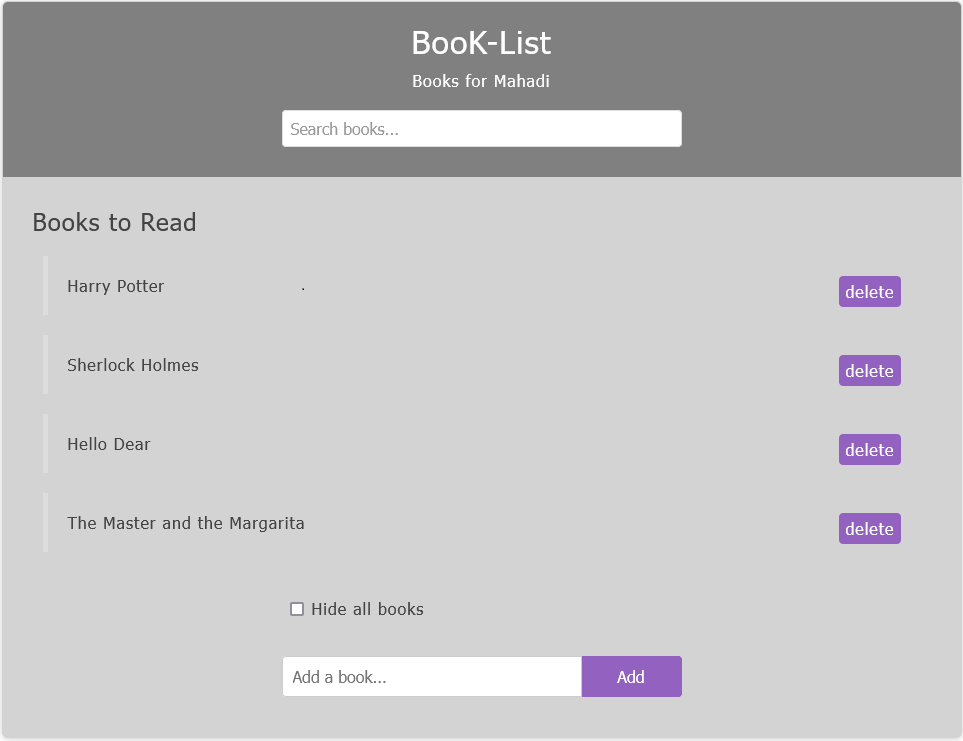 BooK-List
Books for Mahadi
Search books...
Books to Read
Harry Potter . delete
Sherlock Holmes delete
Hello Dear delete
The Master and the Margarita delete
Hide all books
Add a book... Add